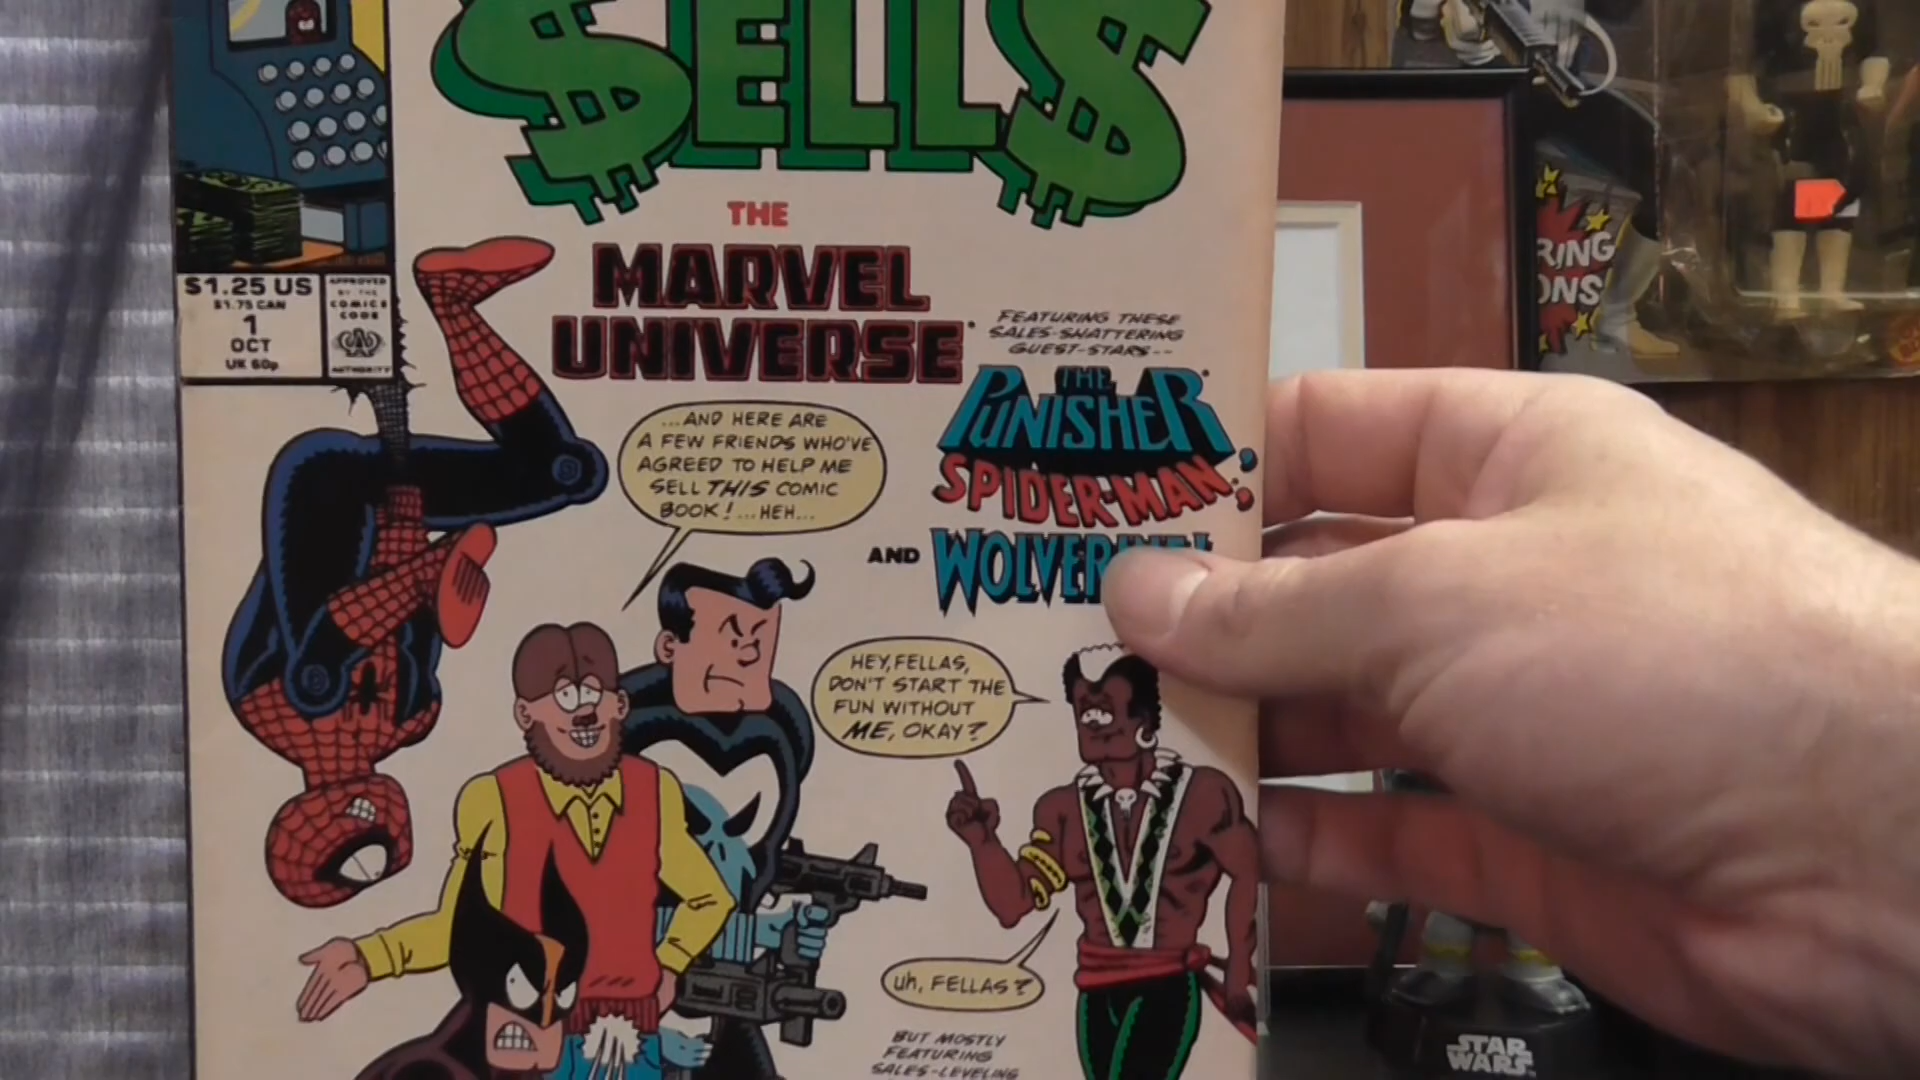 $ELL$
THE
MARVEL
UNIVERSE
$1.25 US
$1.75 CAN
1
OCT
UK 60p
APPROVED
BY THE
COMICS
CODE
AUTHORITY
FEATURING THESE
SALES-SHATTERING
GUEST-STARS--
THE
PUNISHER
SPIDER-MAN;
AND
...AND HERE ARE
A FEW FRIENDS WHO'VE
AGREED TO HELP ME
SELL THIS COMIC
BOOK!...HEH...
HEY, FELLAS,
DON'T START THE
FUN WITHOUT
ME, OKAY?
Uh, FELLAS?
BUT MOSTLY
FEATURING
SALES-LEVELING
STAR
WARS